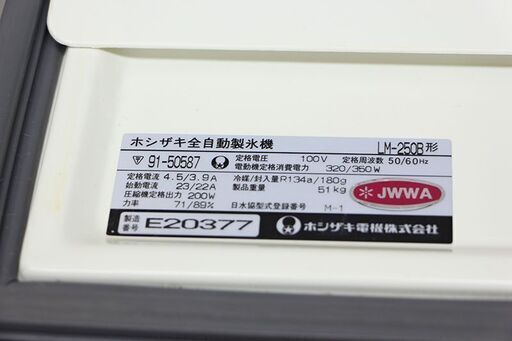 ホシザキ全自動製氷機 LM-250B形
91-50587
定格電圧 100V 定格周波数 50/60Hz
電動機定格消費電力 320/350W
定格電流 4.5/3.9A 冷媒/封入量 R134a/180g
始動電流 23/22A 製品重量 51kg
圧縮機定格出力 200W
力率 71/89% 日水協型式登録番号 M-1
JWWA
製造番号 E20377 ホシザキ電機株式会社